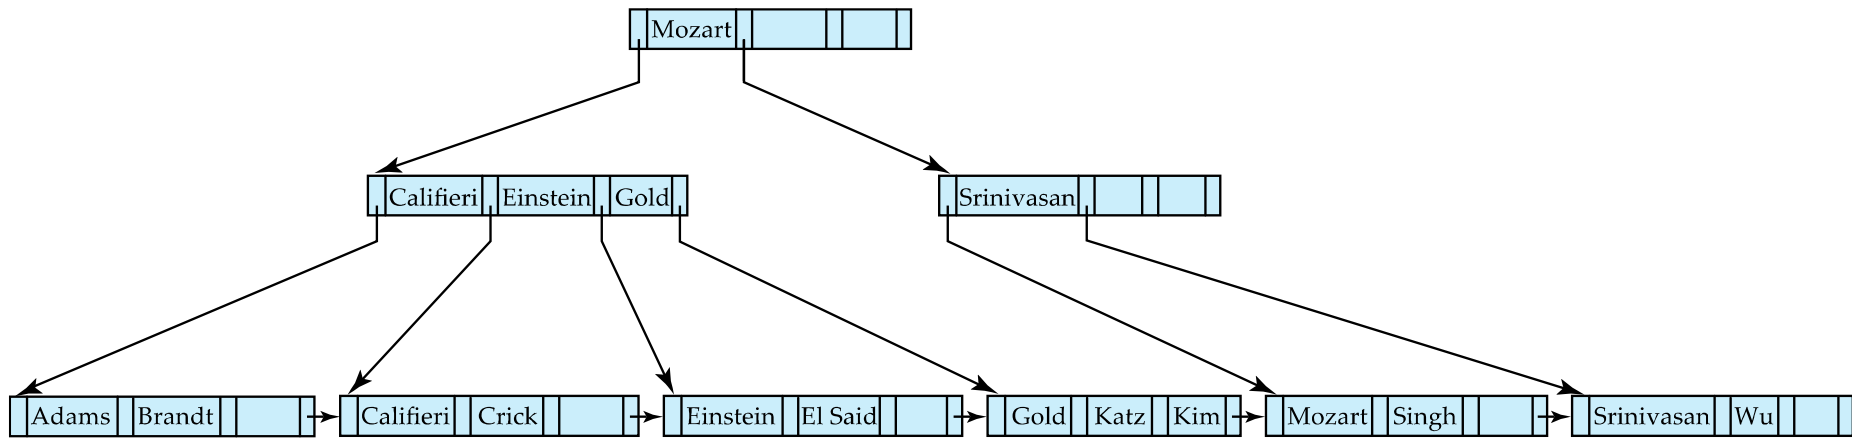 Mozart
Califieri Einstein Gold Srinivasan
Adams Brandt Califieri Crick Einstein El Said Gold Katz Kim Mozart Singh Srinivasan Wu